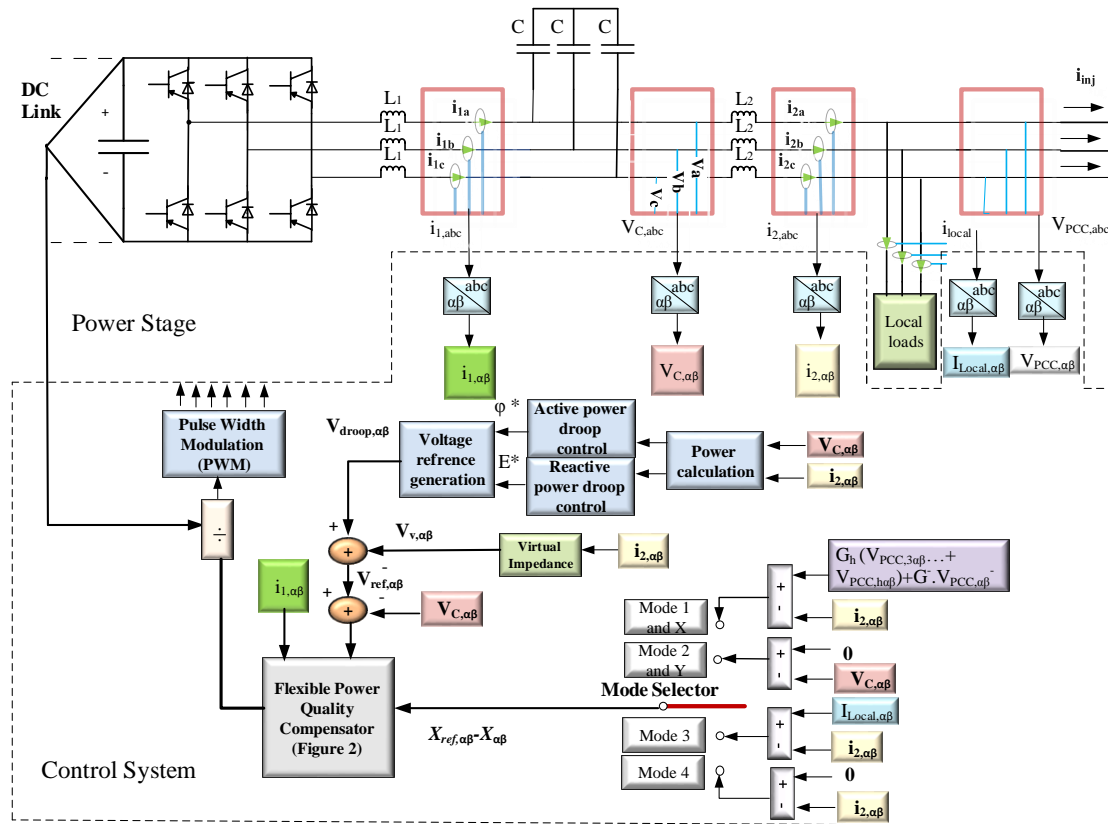 C C C
DC
Link
+
-
L1
L1
L1
i1a
i1b
i1c
Va
Vb
Vc
L2
L2
L2
i2a
i2b
i2c
iinj
i1,abc
VC,abc
i2,abc
ilocal
VPCC,abc
abc
αβ
abc
αβ
abc
αβ
abc
αβ
abc
αβ
Power Stage
i1,αβ
VC,αβ
i2,αβ
Local
loads
ILocal,αβ
VPCC,αβ
Pulse Width
Modulation
(PWM)
Vdroop,αβ
Voltage
refrence
generation
φ*
E*
Active power
droop
control
Reactive
power droop
control
Power
calculation
VC,αβ
i2,αβ
÷
+
+
Vv,αβ
-
Virtual
Impedance
i2,αβ
Vref,αβ
+
-
+
VC,αβ
i1,αβ
Flexible Power
Quality
Compensator
(Figure 2)
Xref,αβ-Xαβ
Mode Selector
Mode 1
and X
Mode 2
and Y
Mode 3
Mode 4
+
-
+
-
+
-
+
-
Gh (VPCC,3αβ…+
VPCC,hαβ)+G-.VPCC,αβ-
i2,αβ
0
VC,αβ
ILocal,αβ
i2,αβ
0
i2,αβ
Control System